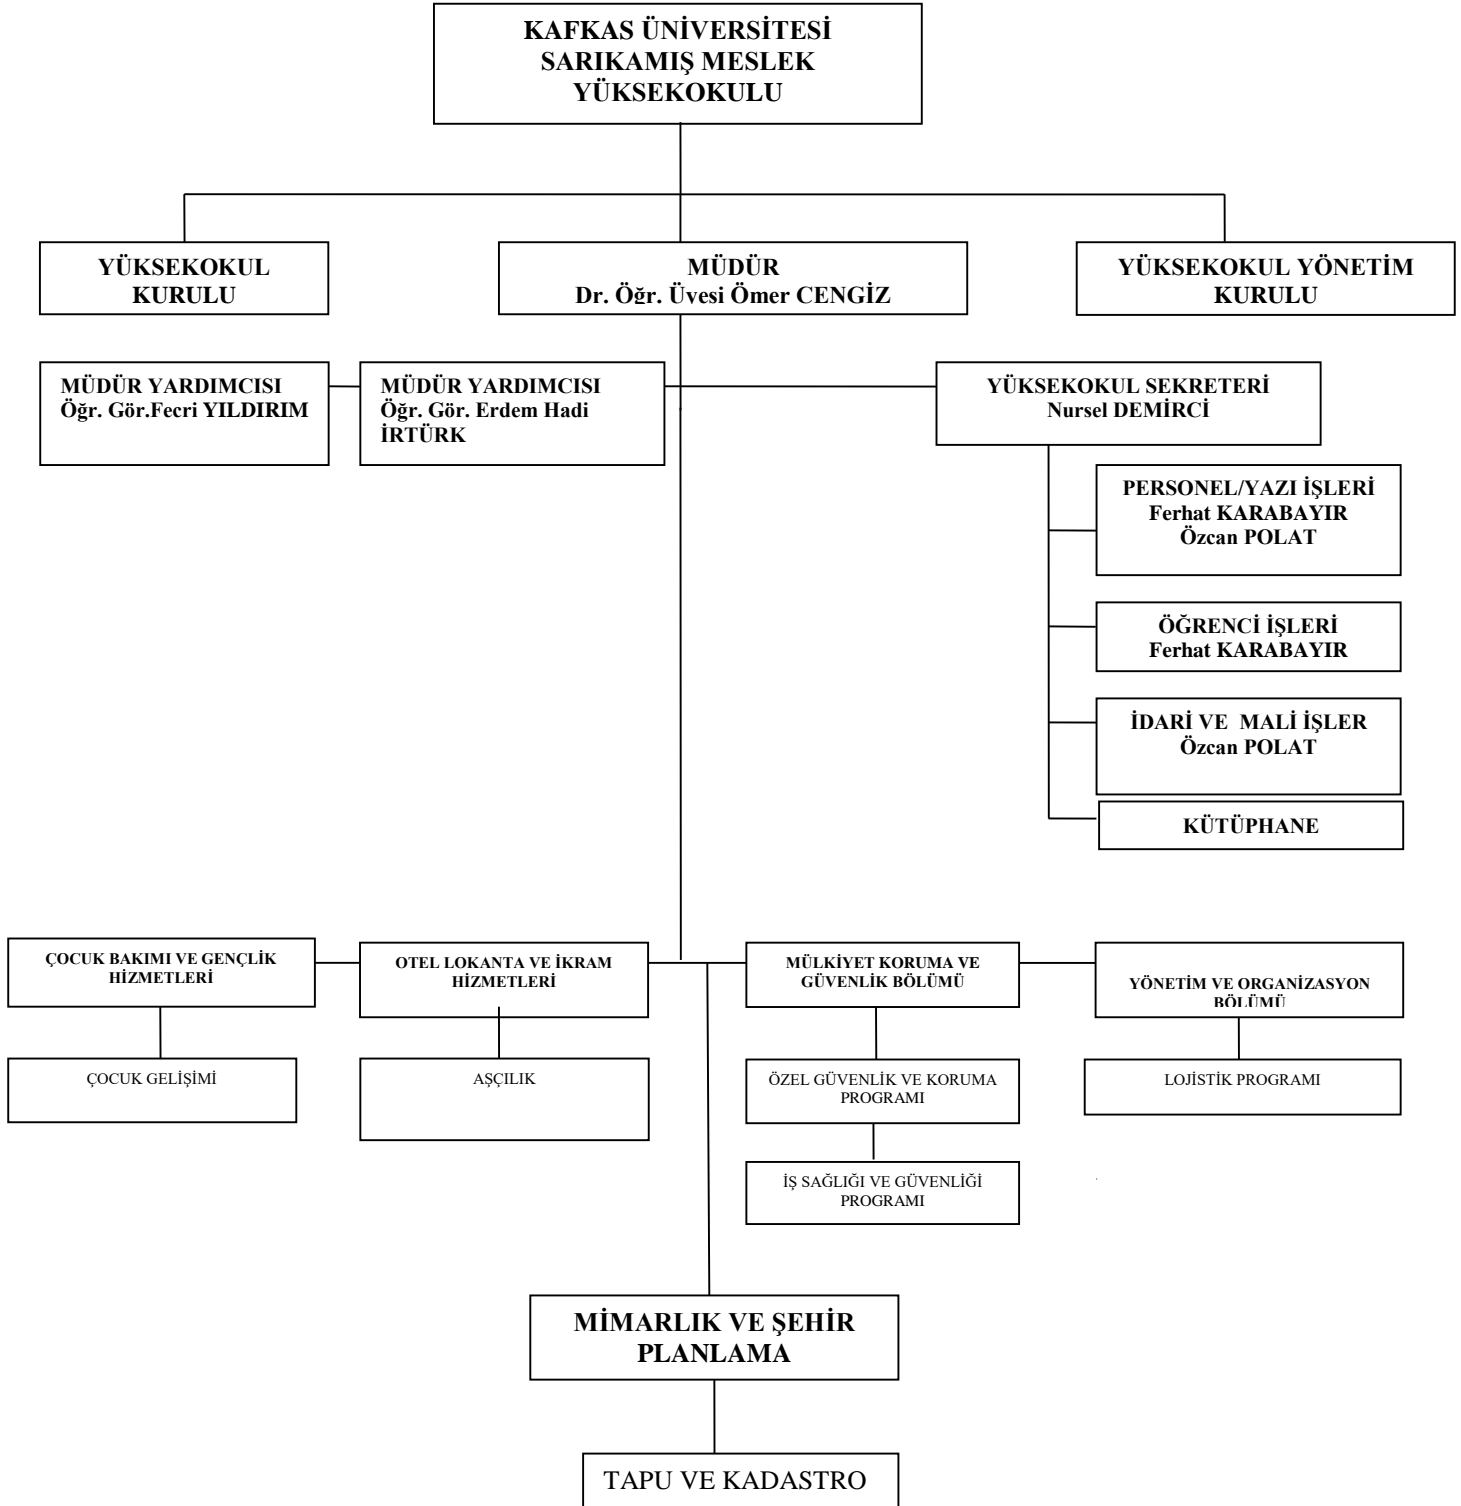 KAFKAS ÜNİVERSİTESİ
SARIKAMIŞ MESLEK
YÜKSEKOKULU
YÜKSEKOKUL
KURULU
MÜDÜR
Dr. Öğr. Üyesi Ömer CENGİZ
YÜKSEKOKUL YÖNETİM
KURULU
MÜDÜR YARDIMCISI
Öğr. Gör.Fecri YILDIRIM
MÜDÜR YARDIMCISI
Öğr. Gör. Erdem Hadi
İRTÜRK
YÜKSEKOKUL SEKRETERİ
Nursel DEMİRCİ
PERSONEL/YAZI İŞLERİ
Ferhat KARABAYIR
Özcan POLAT
ÖĞRENCİ İŞLERİ
Ferhat KARABAYIR
İDARİ VE  MALİ İŞLER
Özcan POLAT
KÜTÜPHANE
ÇOCUK BAKIMI VE GENÇLİK
HİZMETLERİ
OTEL LOKANTA VE İKRAM
HİZMETLERİ
MÜLKİYET KORUMA VE
GÜVENLİK BÖLÜMÜ
YÖNETİM VE ORGANİZASYON
BÖLÜMÜ
ÇOCUK GELİŞİMİ
AŞÇILIK
ÖZEL GÜVENLİK VE KORUMA
PROGRAMI
LOJİSTİK PROGRAMI
İŞ SAĞLIĞI VE GÜVENLİĞİ
PROGRAMI
MİMARLIK VE ŞEHİR
PLANLAMA
TAPU VE KADASTRO